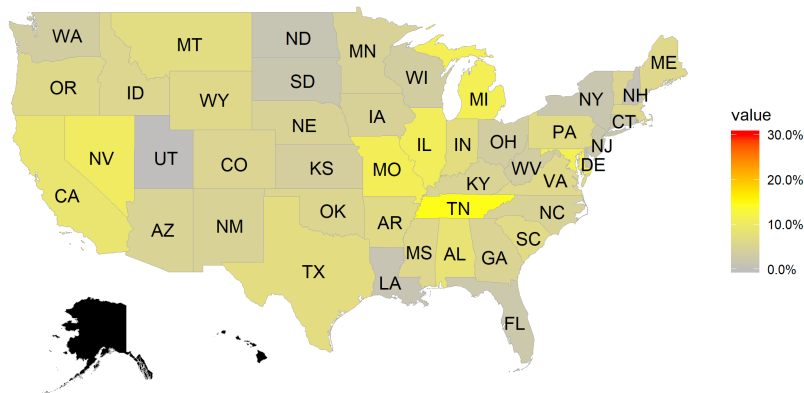 WA
MT
ND
MN
ME
OR
ID
SD
WI
WY
MI
NY
NH
CT
NE
IA
PA
NJ
NV
UT
CO
IL
IN
OH
DE
CA
KS
MO
WV
VA
KY
AZ
NM
OK
AR
TN
NC
SC
MS
AL
GA
TX
LA
FL
value
30.0%
20.0%
10.0%
0.0%